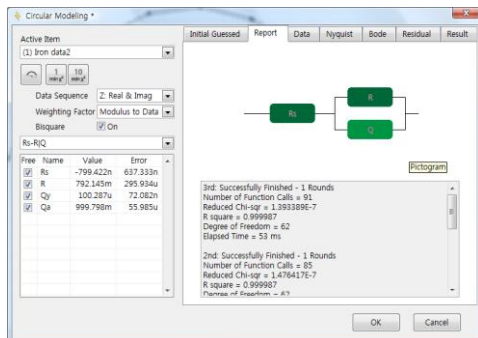 Circular Modeling *
Active Item
(1) Iron data2
1
10
Data Sequence Z: Real & Imag
Weighting Factor Modulus to Data
Bisquare On
Rs-R|Q
Free Name Value Error
Rs -799.422n 637.333n
R 792.145m 295.934u
Qy 100.287u 72.082n
Qa 999.798m 55.985u
Initial Guessed Report Data Nyquist Bode Residual Result
Rs
R
Q
Pictogram
3rd: Successfully Finished - 1 Rounds
Number of Function Calls = 91
Reduced Chi-sqr = 1.393389E-7
R square = 0.999987
Degree of Freedom = 62
Elapsed Time = 53 ms
2nd: Successfully Finished - 1 Rounds
Number of Function Calls = 85
Reduced Chi-sqr = 1.476417E-7
R square = 0.999987
Degree of Freedom = 62
OK Cancel